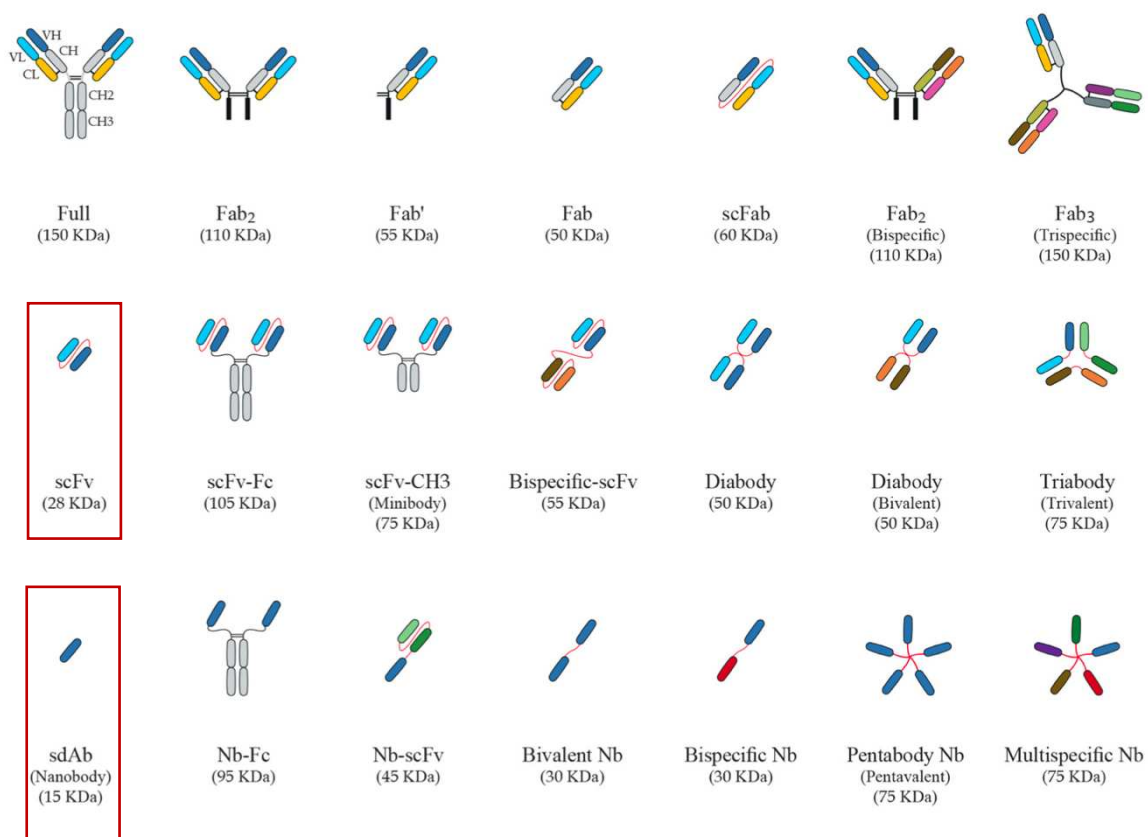 VH
VL
CH
CL
CH2
CH3
Full
(150 KDa)
Fab2
(110 KDa)
Fab'
(55 KDa)
Fab
(50 KDa)
scFab
(60 KDa)
Fab2
(Bispecific)
(110 KDa)
Fab3
(Trispecific)
(150 KDa)
scFv
(28 KDa)
scFv-Fc
(105 KDa)
scFv-CH3
(Minibody)
(75 KDa)
Bispecific-scFv
(55 KDa)
Diabody
(50 KDa)
Diabody
(Bivalent)
(50 KDa)
Triabody
(Trivalent)
(75 KDa)
sdAb
(Nanobody)
(15 KDa)
Nb-Fc
(95 KDa)
Nb-scFv
(45 KDa)
Bivalent Nb
(30 KDa)
Bispecific Nb
(30 KDa)
Pentabody Nb
(Pentavalent)
(75 KDa)
Multispecific Nb
(75 KDa)